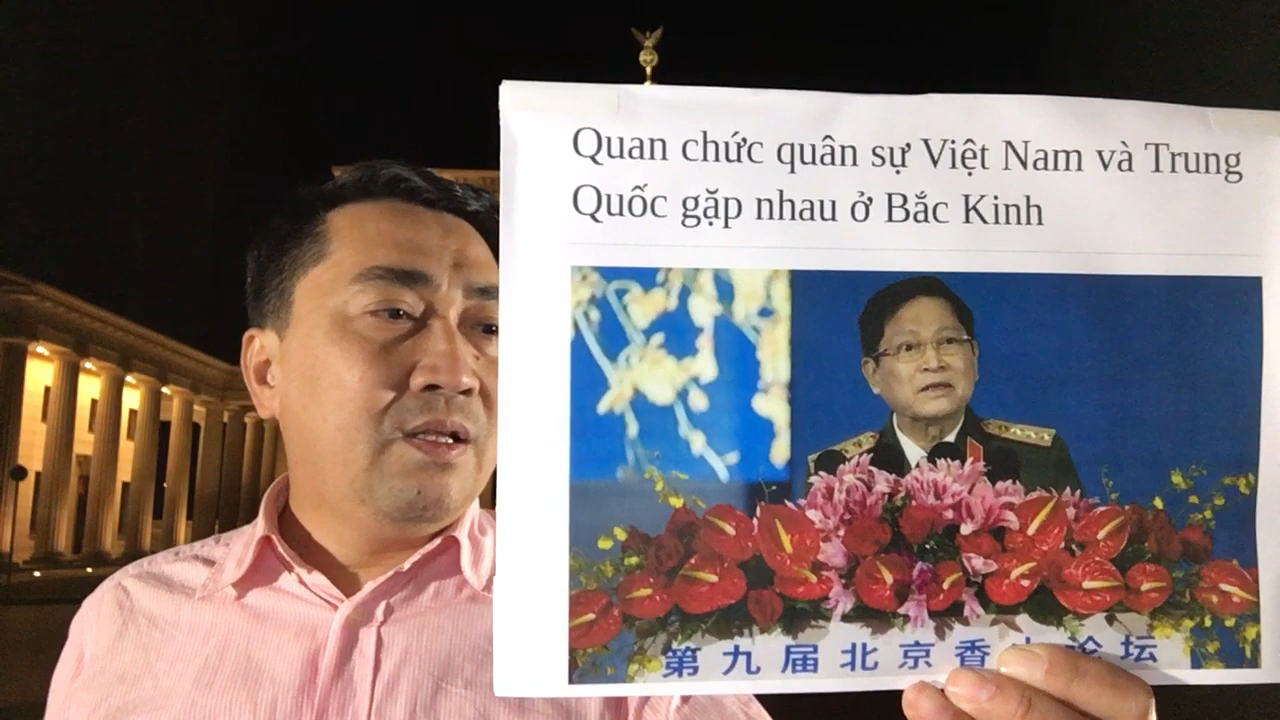 Quan chức quân sự Việt Nam và Trung
Quốc gặp nhau ở Bắc Kinh
第九届北京香山论坛